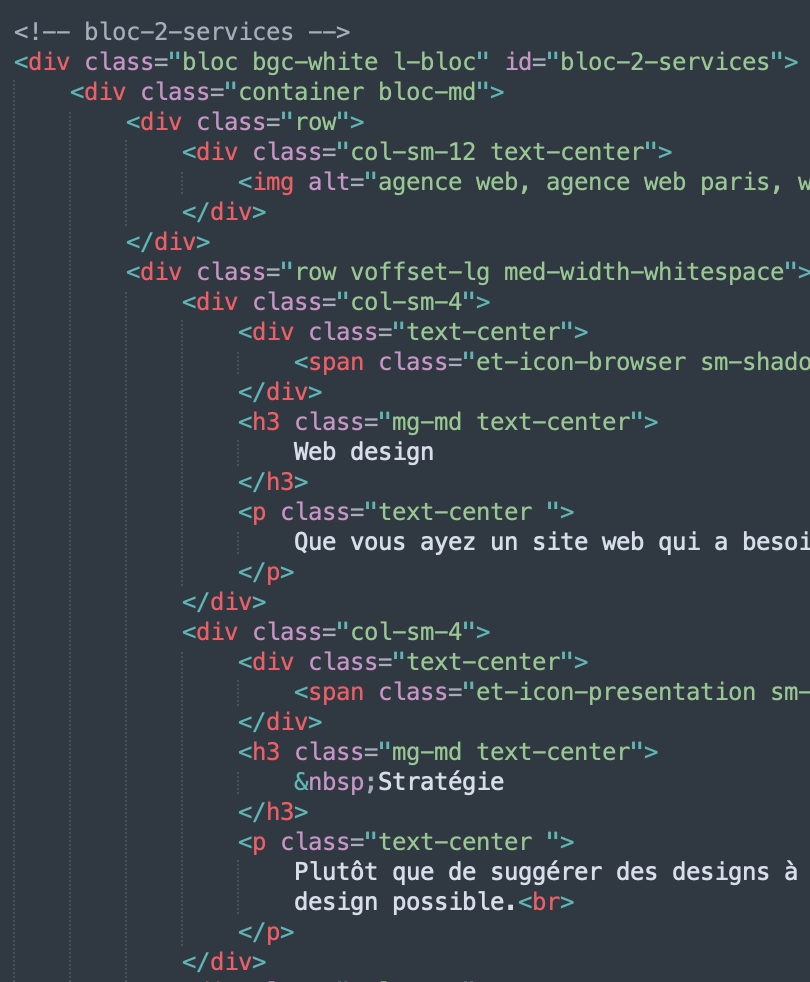 <!-- bloc-2-services -->
<div class="bloc bgc-white l-bloc" id="bloc-2-services">
<div class="container bloc-md">
<div class="row">
<div class="col-sm-12 text-center">
<img alt="agence web, agence web paris, w
</div>
</div>
<div class="row voffset-lg med-width-whitespace">
<div class="col-sm-4">
<div class="text-center">
<span class="et-icon-browser sm-shado
</div>
<h3 class="mg-md text-center">
Web design
</h3>
<p class="text-center ">
Que vous ayez un site web qui a besoi
</p>
</div>
<div class="col-sm-4">
<div class="text-center">
<span class="et-icon-presentation sm-
</div>
<h3 class="mg-md text-center">
&nbsp;Stratégie
</h3>
<p class="text-center ">
Plutôt que de suggérer des designs à
design possible.<br>
</p>
</div>